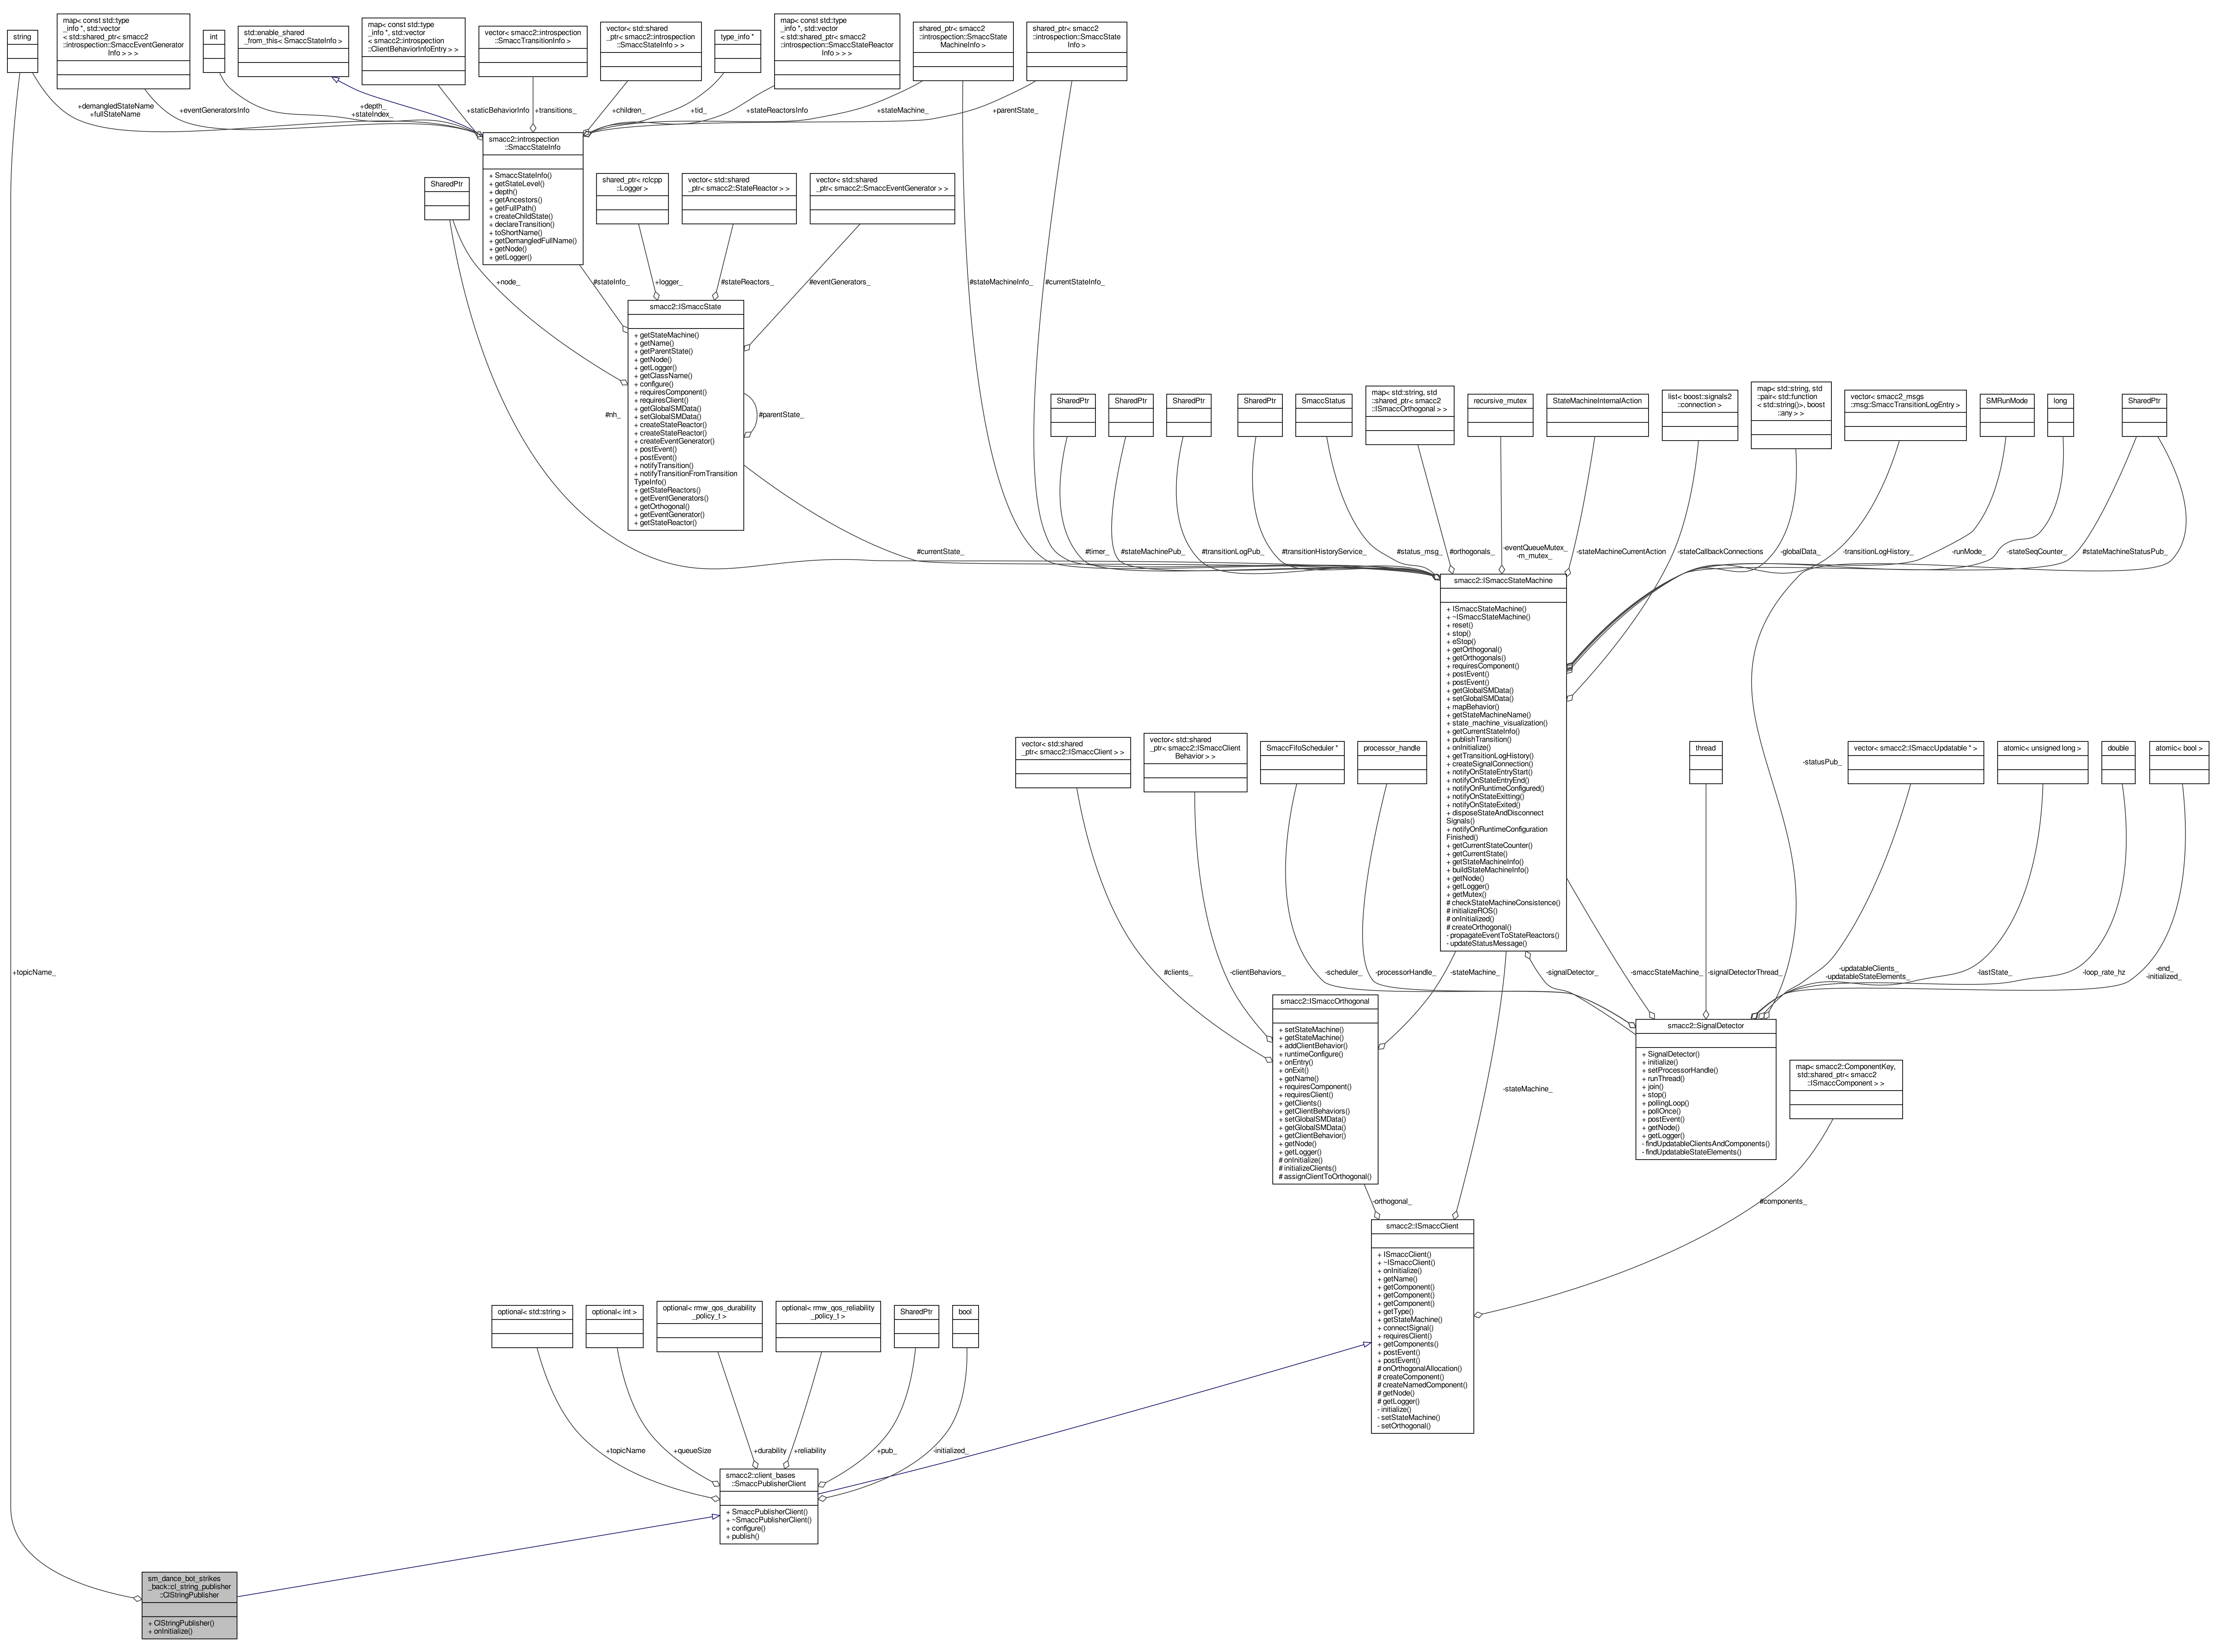 string
map< const std::type
_info *, std::vector
< std::shared_ptr< smacc2
::introspection::SmaccEventGenerator
Info > > >
int
std::enable_shared
_from_this< SmaccStateInfo >
map< const std::type
_info *, std::vector
< smacc2::introspection
::ClientBehaviorInfoEntry > >
vector< smacc2::introspection
::SmaccTransitionInfo >
vector< std::shared
_ptr< smacc2::introspection
::SmaccStateInfo > >
type_info *
map< const std::type
_info *, std::vector
< std::shared_ptr< smacc2
::introspection::SmaccStateReactor
Info > > >
shared_ptr< smacc2
::introspection::SmaccState
MachineInfo >
shared_ptr< smacc2
::introspection::SmaccState
Info >
+demangledStateName
+fullStateName
+eventGeneratorsInfo
+depth_
+stateIndex_
+staticBehaviorInfo
+transitions_
+children_
+tid_
+stateReactorsInfo
+stateMachine_
+parentState_
smacc2::introspection
::SmaccStateInfo
+ SmaccStateInfo()
+ getStateLevel()
+ depth()
+ getAncestors()
+ getFullPath()
+ createChildState()
+ declareTransition()
+ toShortName()
+ getDemangledFullName()
+ getNode()
+ getLogger()
SharedPtr
shared_ptr< rclcpp
::Logger >
vector< std::shared
_ptr< smacc2::StateReactor > >
vector< std::shared
_ptr< smacc2::SmaccEventGenerator > >
+node_
#stateInfo_
+logger_
#stateReactors_
#eventGenerators_
#stateMachineInfo_
#currentStateInfo_
smacc2::ISmaccState
+ getStateMachine()
+ getName()
+ getParentState()
+ getNode()
+ getLogger()
+ getClassName()
+ configure()
+ requiresComponent()
+ requiresClient()
+ getGlobalSMData()
+ setGlobalSMData()
+ createStateReactor()
+ createStateReactor()
+ createEventGenerator()
+ postEvent()
+ postEvent()
+ notifyTransition()
+ notifyTransitionFromTransition
TypeInfo()
+ getStateReactors()
+ getEventGenerators()
+ getOrthogonal()
+ getEventGenerator()
+ getStateReactor()
#parentState_
#nh_
SharedPtr
SharedPtr
SharedPtr
SharedPtr
SmaccStatus
map< std::string, std
::shared_ptr< smacc2
::ISmaccOrthogonal > >
recursive_mutex
StateMachineInternalAction
list< boost::signals2
::connection >
map< std::string, std
::pair< std::function
< std::string()>, boost
::any > >
vector< smacc2_msgs
::msg::SmaccTransitionLogEntry >
SMRunMode
long
SharedPtr
#currentState_
#timer_
#stateMachinePub_
#transitionLogPub_
#transitionHistoryService_
#status_msg_
#orthogonals_
-eventQueueMutex_
-m_mutex_
-stateMachineCurrentAction
-stateCallbackConnections
-globalData_
-transitionLogHistory_
-runMode_
-stateSeqCounter_
#stateMachineStatusPub_
smacc2::ISmaccStateMachine
+ ISmaccStateMachine()
+ ~ISmaccStateMachine()
+ reset()
+ stop()
+ eStop()
+ getOrthogonal()
+ getOrthogonals()
+ requiresComponent()
+ postEvent()
+ postEvent()
+ getGlobalSMData()
+ setGlobalSMData()
+ mapBehavior()
+ getStateMachineName()
+ state_machine_visualization()
+ getCurrentStateInfo()
+ publishTransition()
+ onInitialize()
+ getTransitionLogHistory()
+ createSignalConnection()
+ notifyOnStateEntryStart()
+ notifyOnStateEntryEnd()
+ notifyOnRuntimeConfigured()
+ notifyOnStateExitting()
+ notifyOnStateExited()
+ disposeStateAndDisconnect
Signals()
+ notifyOnRuntimeConfiguration
Finished()
+ getCurrentStateCounter()
+ getCurrentState()
+ getStateMachineInfo()
+ buildStateMachineInfo()
+ getNode()
+ getLogger()
+ getMutex()
# checkStateMachineConsistence()
# initializeROS()
# onInitialized()
# createOrthogonal()
- propagateEventToStateReactors()
- updateStatusMessage()
vector< std::shared
_ptr< smacc2::ISmaccClient > >
vector< std::shared
_ptr< smacc2::ISmaccClient
Behavior > >
SmaccFifoScheduler *
processor_handle
thread
vector< smacc2::ISmaccUpdatable * >
atomic< unsigned long >
double
atomic< bool >
-statusPub_
+topicName_
#clients_
-clientBehaviors_
-scheduler_
-processorHandle_
-stateMachine_
-signalDetector_
-smaccStateMachine_
-signalDetectorThread_
-updatableClients_
-updatableStateElements_
-lastState_
-loop_rate_hz
-end_
-initialized_
smacc2::ISmaccOrthogonal
+ setStateMachine()
+ getStateMachine()
+ addClientBehavior()
+ runtimeConfigure()
+ onEntry()
+ onExit()
+ getName()
+ requiresComponent()
+ requiresClient()
+ getClients()
+ getClientBehaviors()
+ setGlobalSMData()
+ getGlobalSMData()
+ getClientBehavior()
+ getNode()
+ getLogger()
# onInitialize()
# initializeClients()
# assignClientToOrthogonal()
smacc2::SignalDetector
+ SignalDetector()
+ initialize()
+ setProcessorHandle()
+ runThread()
+ join()
+ stop()
+ pollingLoop()
+ pollOnce()
+ postEvent()
+ getNode()
+ getLogger()
- findUpdatableClientsAndComponents()
- findUpdatableStateElements()
map< smacc2::ComponentKey,
std::shared_ptr< smacc2
::ISmaccComponent > >
-stateMachine_
-orthogonal_
#components_
smacc2::ISmaccClient
+ ISmaccClient()
+ ~ISmaccClient()
+ onInitialize()
+ getName()
+ getComponent()
+ getComponent()
+ getComponent()
+ getType()
+ getStateMachine()
+ connectSignal()
+ requiresClient()
+ getComponents()
+ postEvent()
+ postEvent()
# onOrthogonalAllocation()
# createComponent()
# createNamedComponent()
# getNode()
# getLogger()
- initialize()
- setStateMachine()
- setOrthogonal()
optional< std::string >
optional< int >
optional< rmw_qos_durability
_policy_t >
optional< rmw_qos_reliability
_policy_t >
SharedPtr
bool
+topicName
+queueSize
+durability
+reliability
+pub_
-initialized_
smacc2::client_bases
::SmaccPublisherClient
+ SmaccPublisherClient()
+ ~SmaccPublisherClient()
+ configure()
+ publish()
sm_dance_bot_strikes
_back::cl_string_publisher
::ClStringPublisher
+ ClStringPublisher()
+ onInitialize()